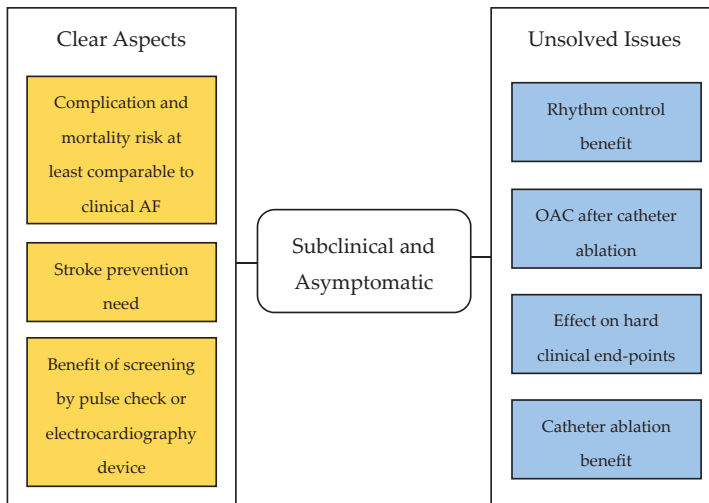 Clear Aspects
Complication and
mortality risk at
least comparable to
clinical AF
Stroke prevention
need
Benefit of screening
by pulse check or
electrocardiography
device
Subclinical and
Asymptomatic
Unsolved Issues
Rhythm control
benefit
OAC after catheter
ablation
Effect on hard
clinical end-points
Catheter ablation
benefit